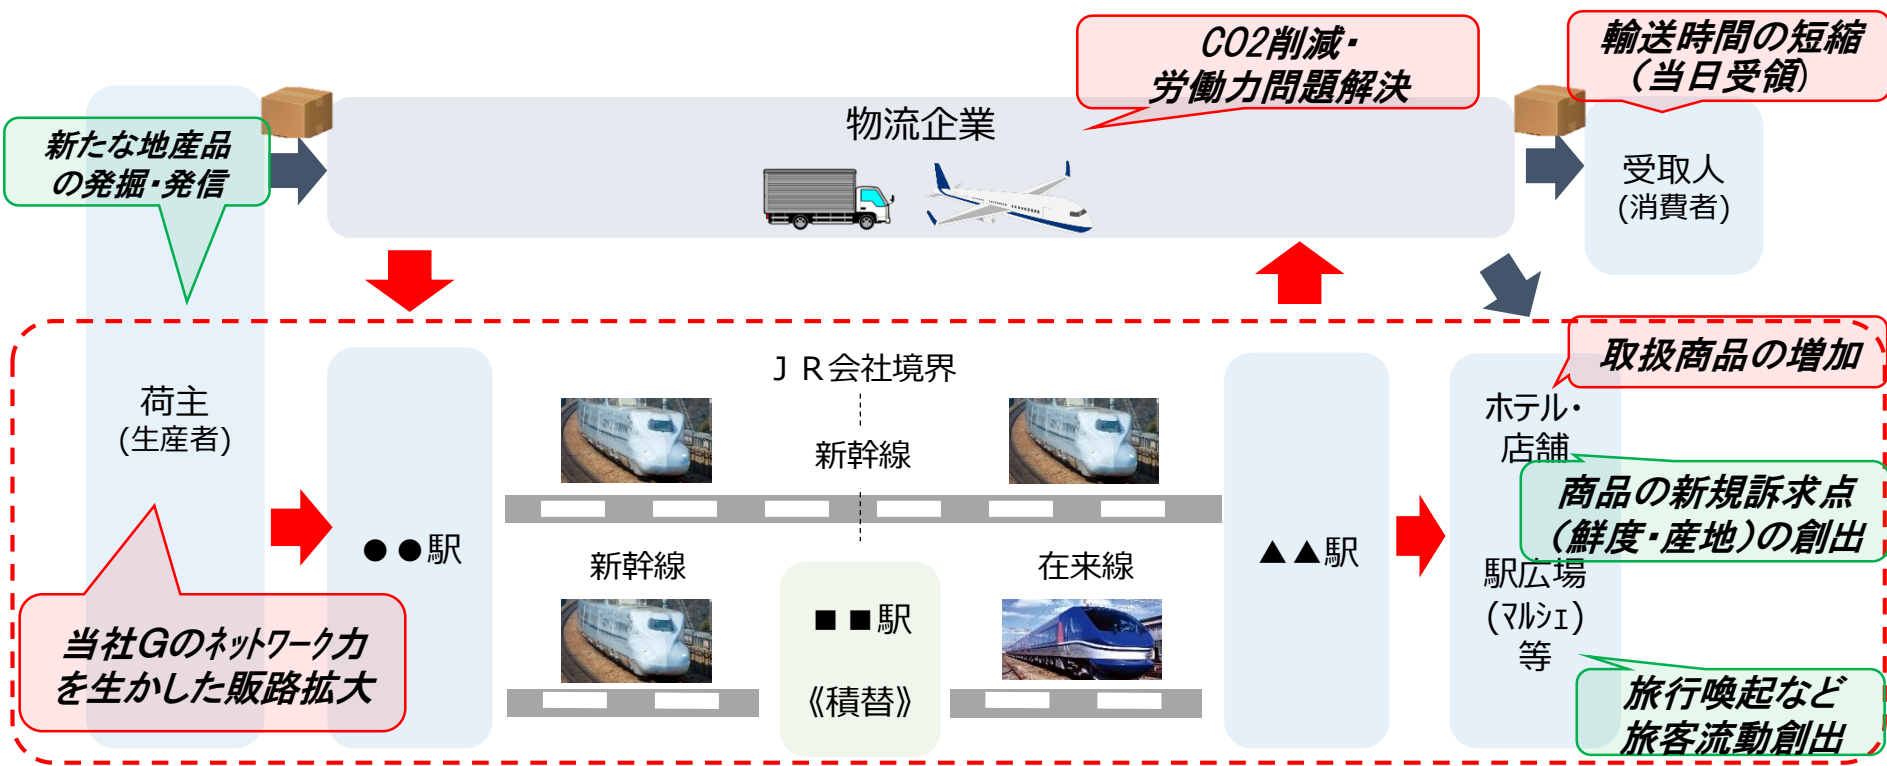 CO2削減・
労働力問題解決
輸送時間の短縮
（当日受領）
物流企業
新たな地産品
の発掘・発信
受取人
(消費者)
取扱商品の増加
ＪＲ会社境界
荷主
(生産者)
ホテル・
店舗
新幹線
商品の新規訴求点
（鮮度・産地）の創出
●●駅
▲▲駅
新幹線
在来線
■■駅
《積替》
駅広場
(ﾏﾙｼｪ)
等
当社Gのﾈｯﾄﾜｰｸ力
を生かした販路拡大
旅行喚起など
旅客流動創出